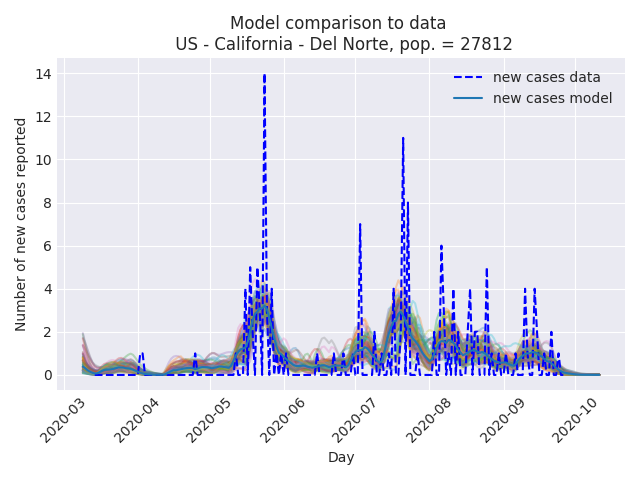 Model comparison to data
US - California - Del Norte, pop. = 27812
new cases data
new cases model
Number of new cases reported
14
12
10
8
6
4
2
0
2020-03
2020-04
2020-05
2020-06
2020-07
2020-08
2020-09
2020-10
Day